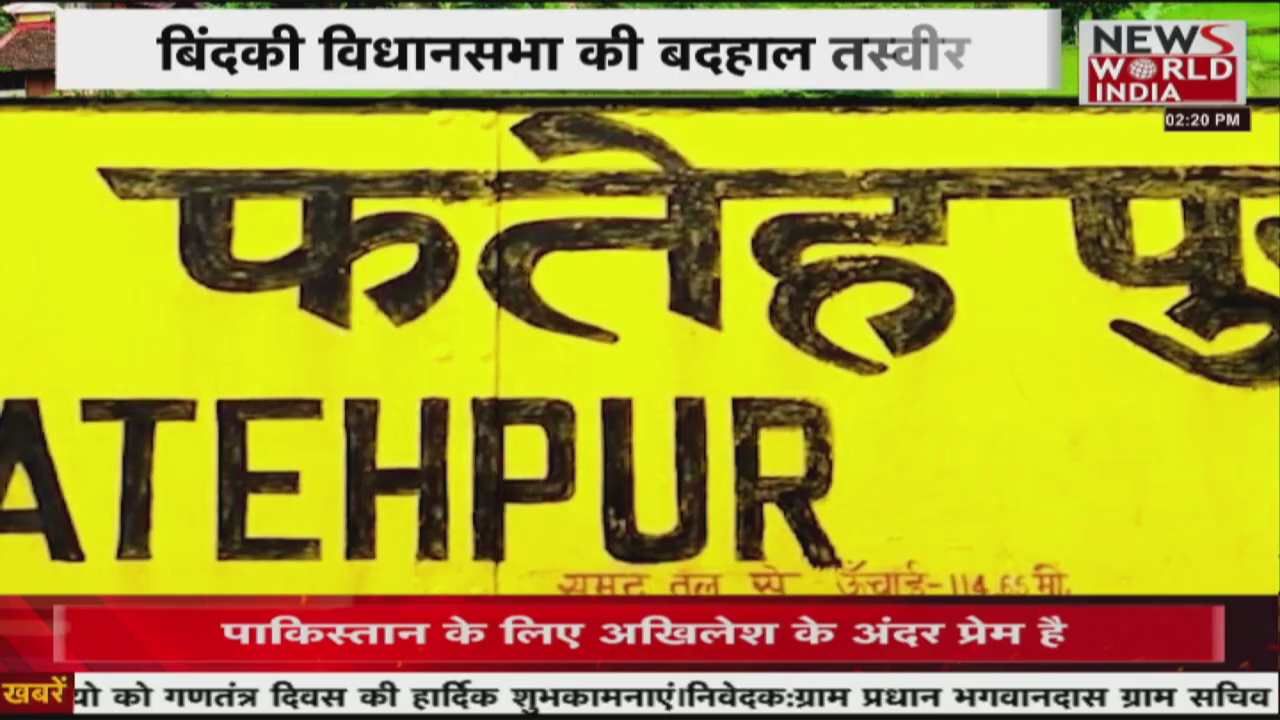 बिंदकी विधानसभा की बदहाल तस्वीर
NEWS
WORLD
INDIA
02:20 PM
फतेह
ATEHPUR
समुद्र तल से ऊँचाई-114.65 मी.
पाकिस्तान के लिए अखिलेश के अंदर प्रेम है
खबरें
को गणतंत्र दिवस की हार्दिक शुभकामनाएं।निवेदक:ग्राम प्रधान भगवानदास ग्राम सचिव